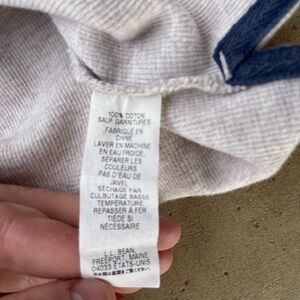 100% COTON
SAUF GARNITURES
FABRIQUÉ EN
CHINE
LAVER EN MACHINE
EN EAU FROIDE.
SÉPARER LES
COULEURS
PAS D'EAU DE
JAVEL
SÉCHAGE PAR
CULBUTAGE BASSE
TEMPÉRATURE
REPASSER À FER
TIÈDE SI
NÉCESSAIRE
L.L. BEAN,
FREEPORT, MAINE
04033 ÉTATS-UNIS